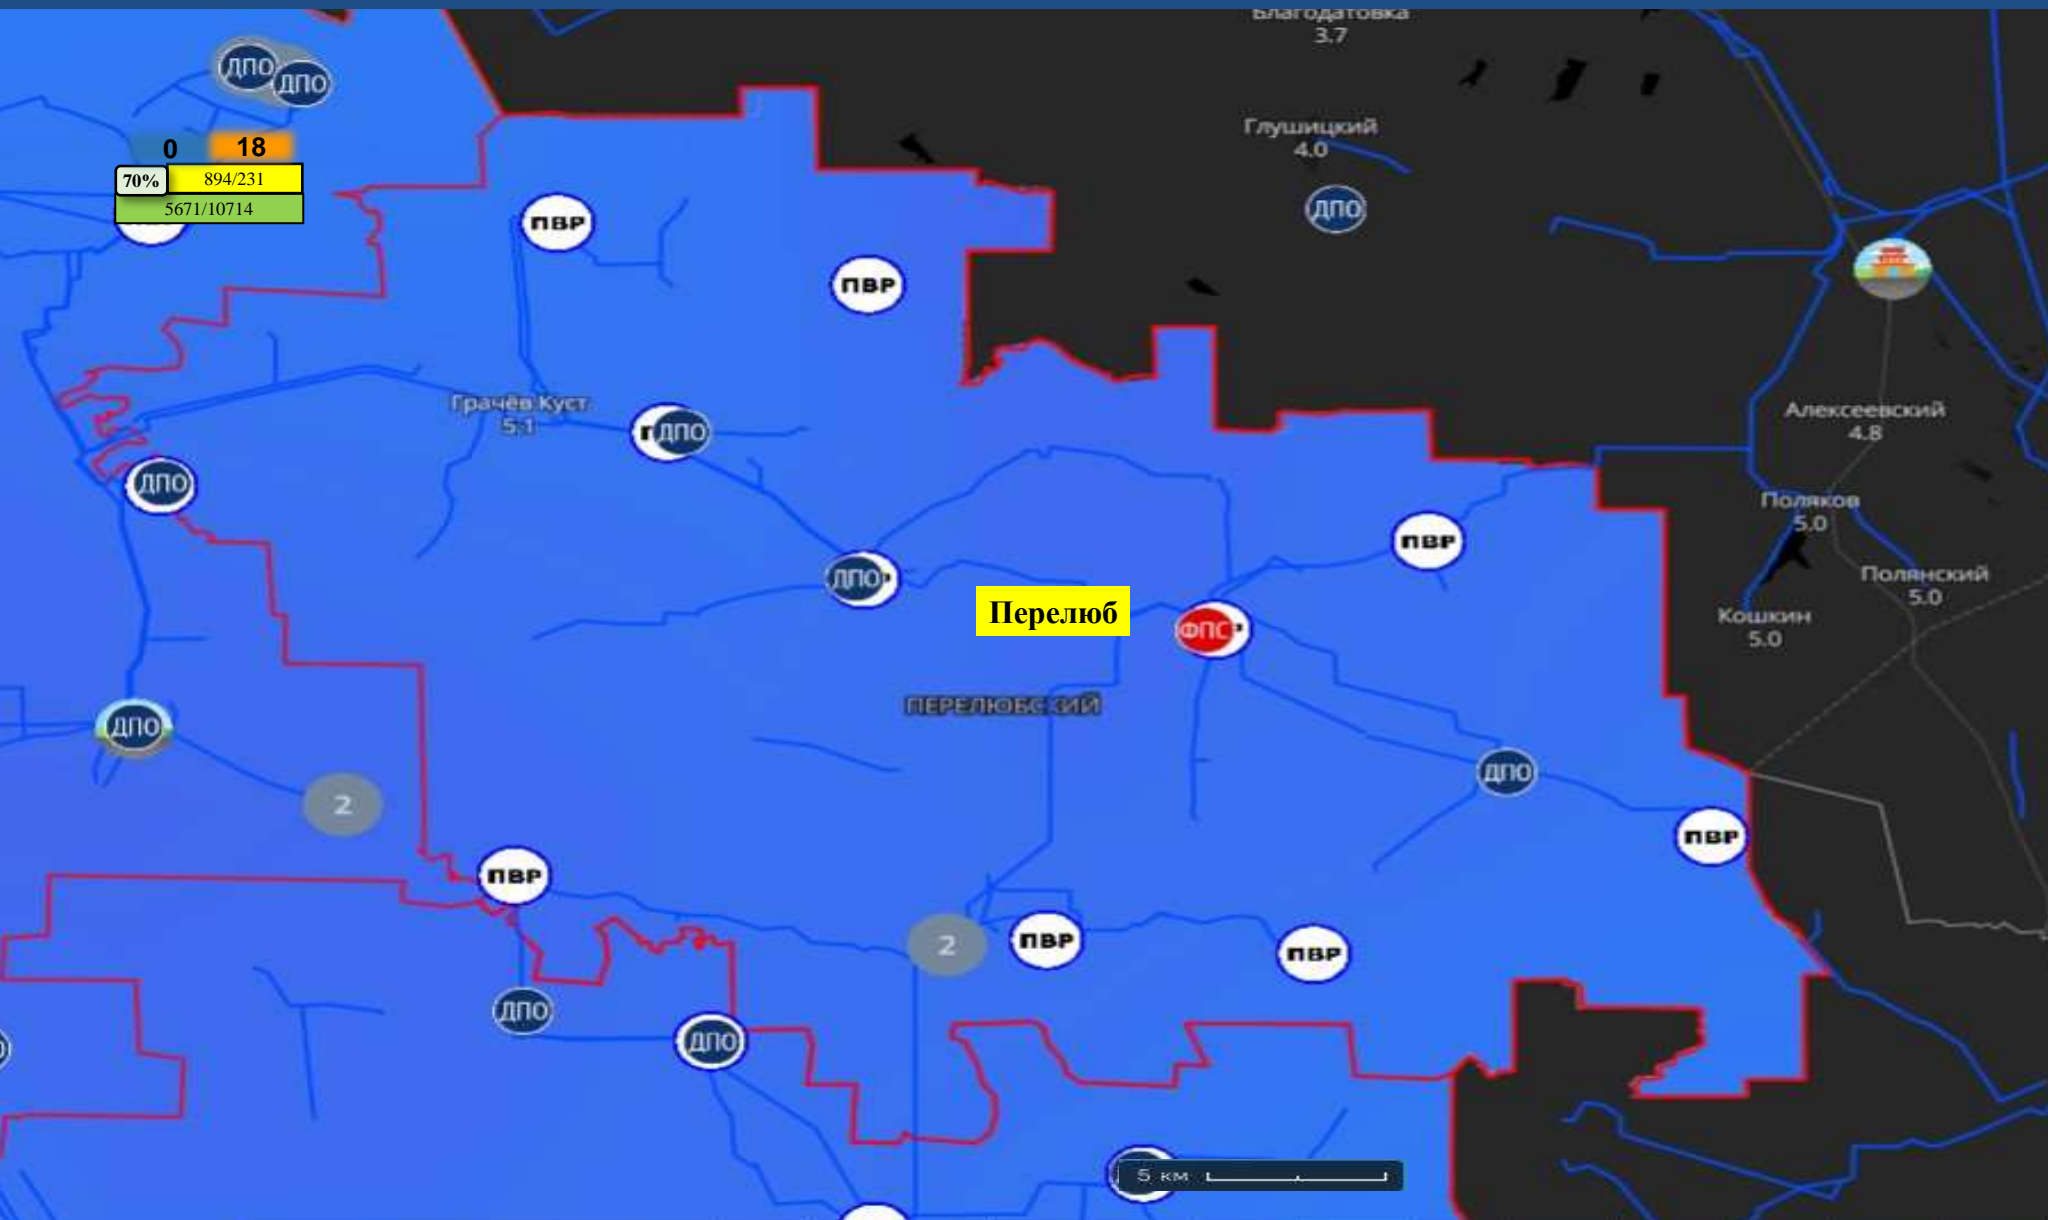 Благодатовка
3.7
ДПО
ДПО
Глушицкий
4.0
0
18
70%
894/231
5671/10714
ПВР
ДПО
ПВР
Грачёв Куст
5.1
ДПО
Алексеевский
4.8
ДПО
Поляков
5.0
ПВР
ДПО
Полянский
5.0
Перелюб
Кошкин
5.0
ФПС
ПЕРЕЛЮБСКИЙ
ДПО
ДПО
2
ПВР
ПВР
2
ПВР
ПВР
ДПО
ДПО
5 км